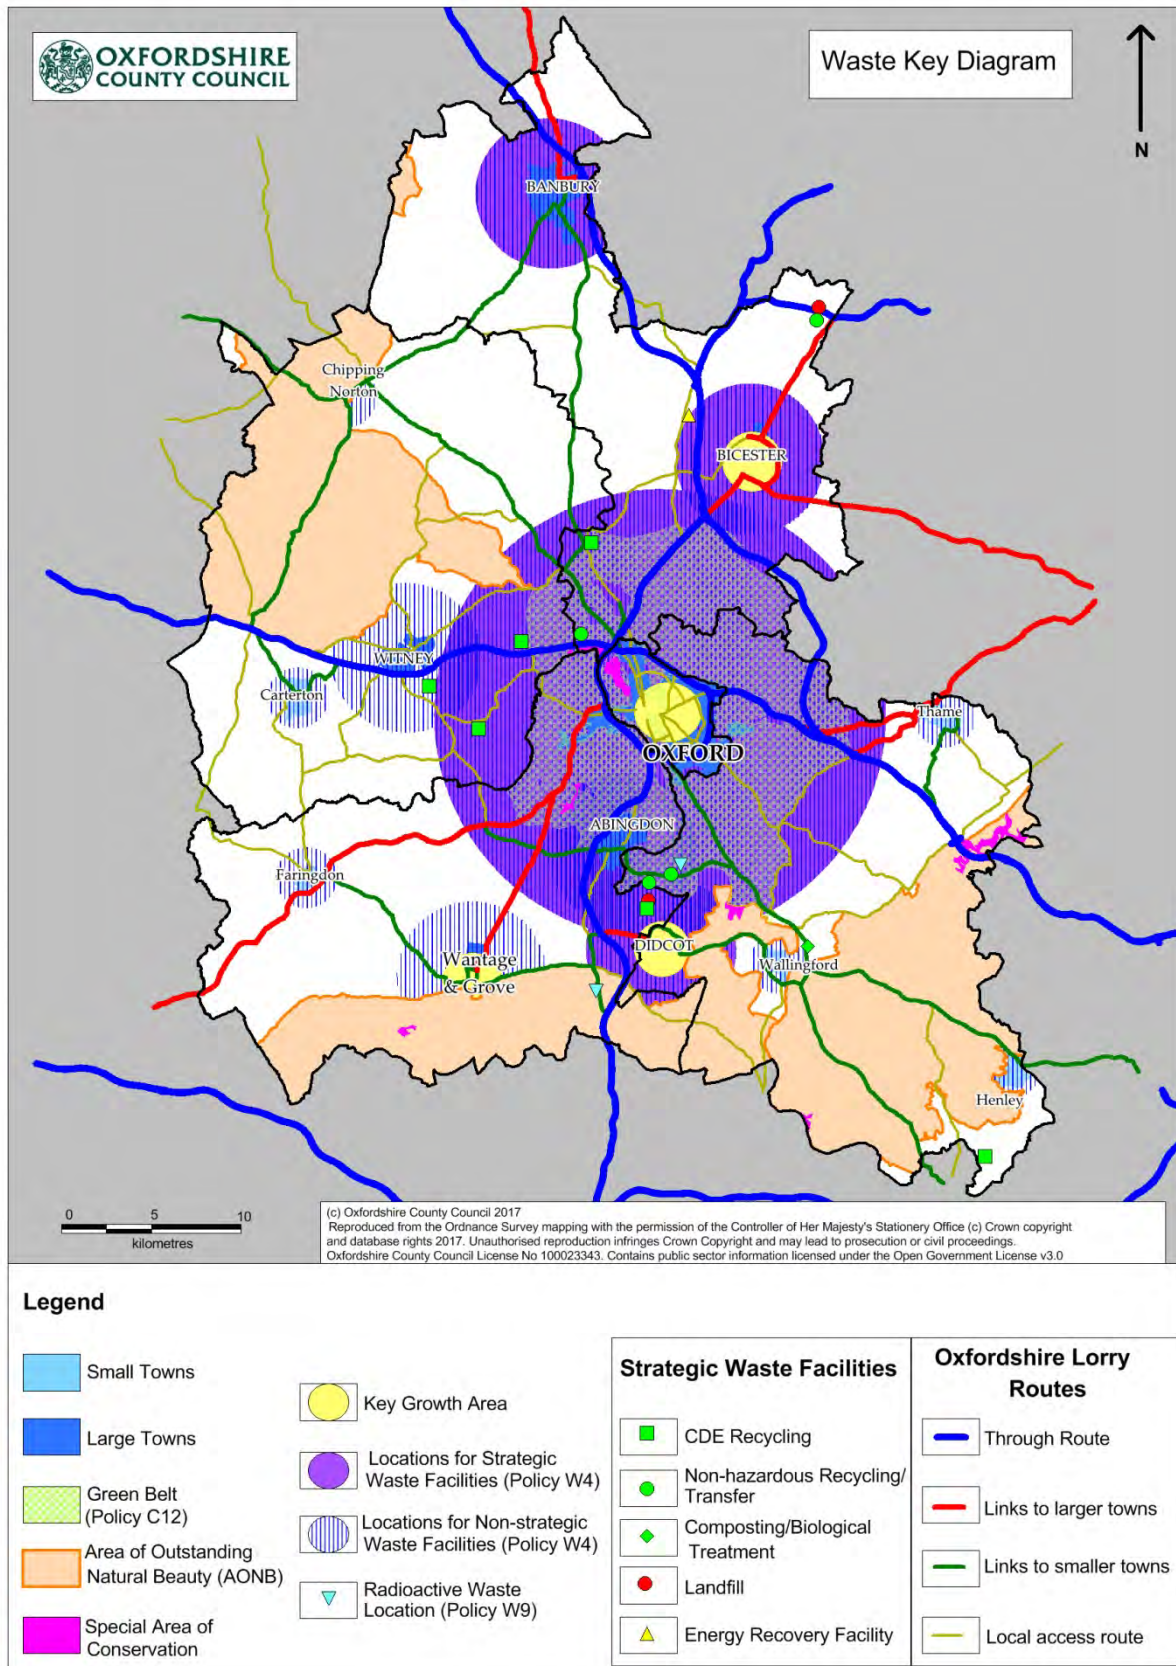 OXFORDSHIRE
COUNTY COUNCIL
Waste Key Diagram
N
BANBURY
Chipping
Norton
BICESTER
WITNEY
Carterton
Thame
OXFORD
ABINGDON
Faringdon
DIDCOT
Wantage
& Grove
Wallingford
Henley
0 5 10
kilometres
(c) Oxfordshire County Council 2017
Reproduced from the Ordnance Survey mapping with the permission of the Controller of Her Majesty's Stationery Office (c) Crown copyright
and database rights 2017. Unauthorised reproduction infringes Crown Copyright and may lead to prosecution or civil proceedings.
Oxfordshire County Council License No 100023343. Contains public sector information licensed under the Open Government License v3.0
Legend
Small Towns
Large Towns
Green Belt
(Policy C12)
Area of Outstanding
Natural Beauty (AONB)
Special Area of
Conservation
Key Growth Area
Locations for Strategic
Waste Facilities (Policy W4)
Locations for Non-strategic
Waste Facilities (Policy W4)
Radioactive Waste
Location (Policy W9)
Strategic Waste Facilities
CDE Recycling
Non-hazardous Recycling/
Transfer
Composting/Biological
Treatment
Landfill
Energy Recovery Facility
Oxfordshire Lorry
Routes
Through Route
Links to larger towns
Links to smaller towns
Local access route